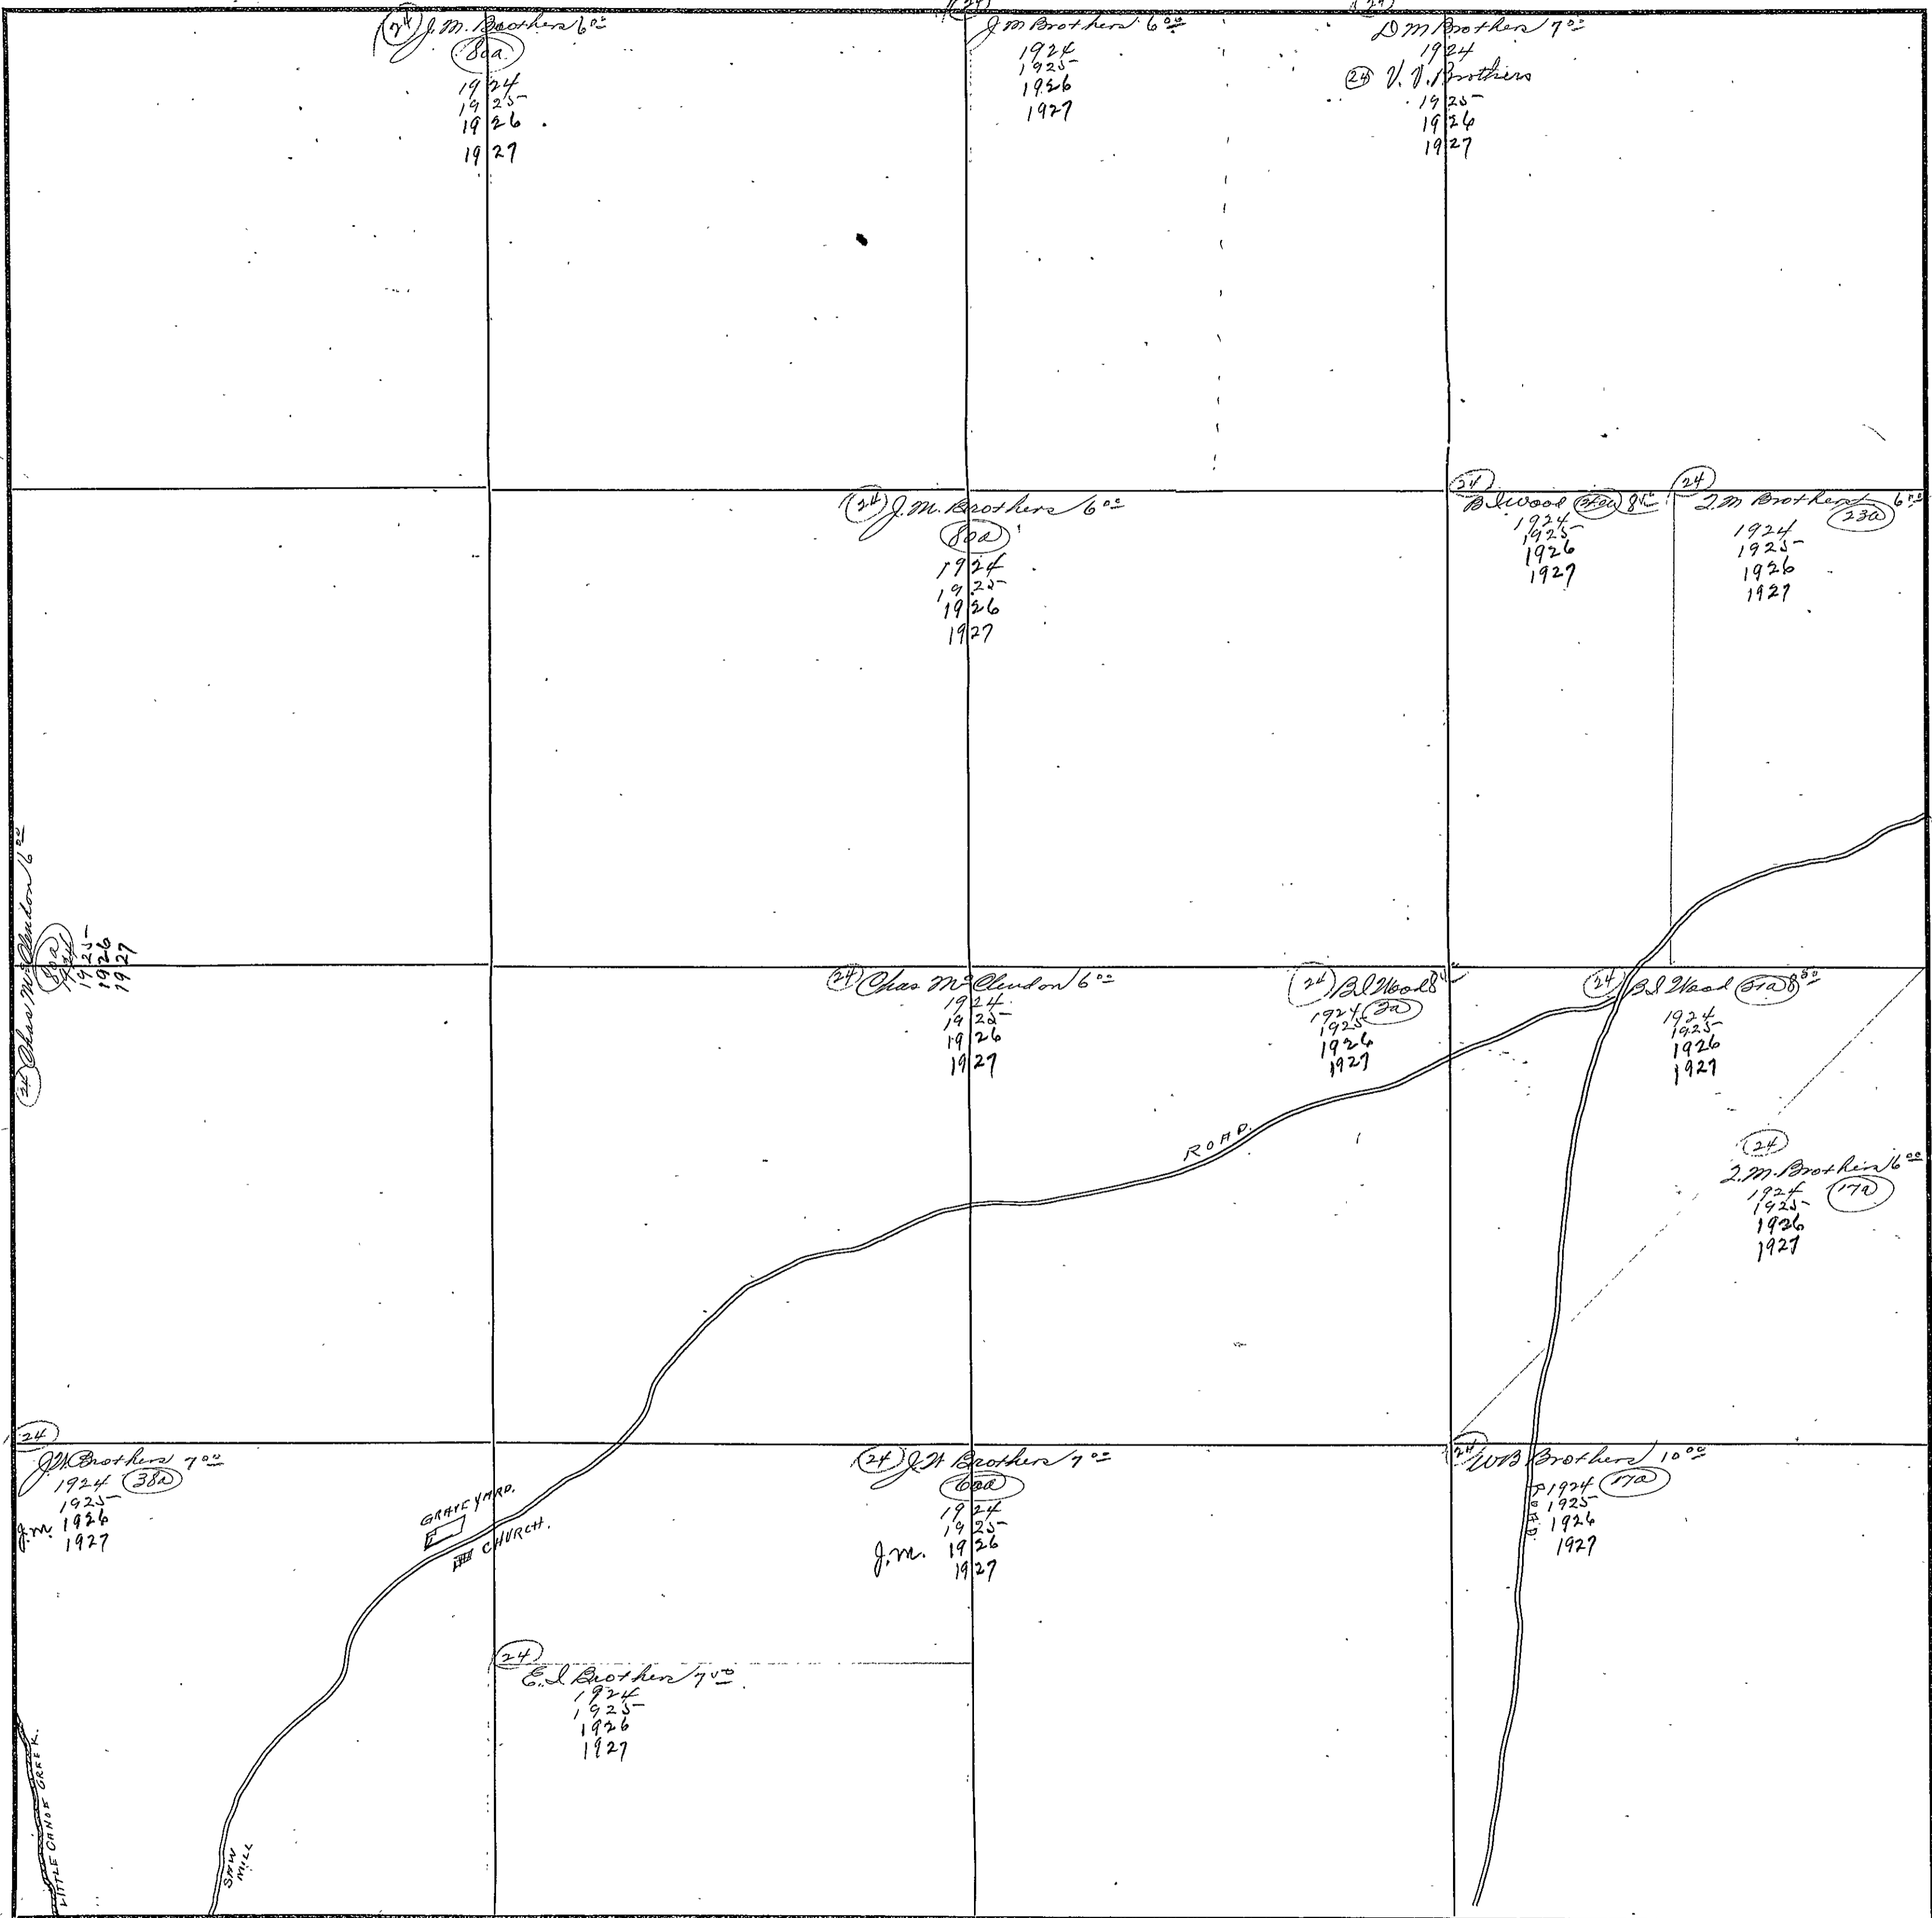 (24) J.M. Brothers 6 00
80a
1924
1925
1926
1927
(24)
J M Brothers 6 00
1924
1925
1926
1927
(24)
D M Brothers 7 00
1924
(24) V. V. Brothers
1925
1926
1927
(24) J.M. Brothers 6 00
80a
1924
1925
1926
1927
(24)
B I Wood
1924
1925
1926
1927
(24)
I.M Brothers 6 00
23a
1924
1925
1926
1927
(24) Chas McClendon 6 00
80a
1924
1925
1926
1927
(24) Chas McClendon 6 00
1924
1925
1926
1927
(24) B I Wood 8
1924 2a
1925
1926
1927
(24) B I Wood 21a 8 50
1924
1925
1926
1927
ROAD.
(24)
I.M. Brothers 6 00
1924 17a
1925
1926
1927
(24)
J W Brothers 7 00
1924 38a
1925
J.M. 1926
1927
GRAVEYARD.
CHURCH.
(24) J.W Brothers 7 00
60a
1924
1925
J.M. 1926
1927
(24)
W B Brothers 10 00
1924 17a
1925
1926
1927
ROAD.
(24)
E. I. Brothers 7 50
1924
1925
1926
1927
LITTLE CANOE CREEK.
SAW
MILL